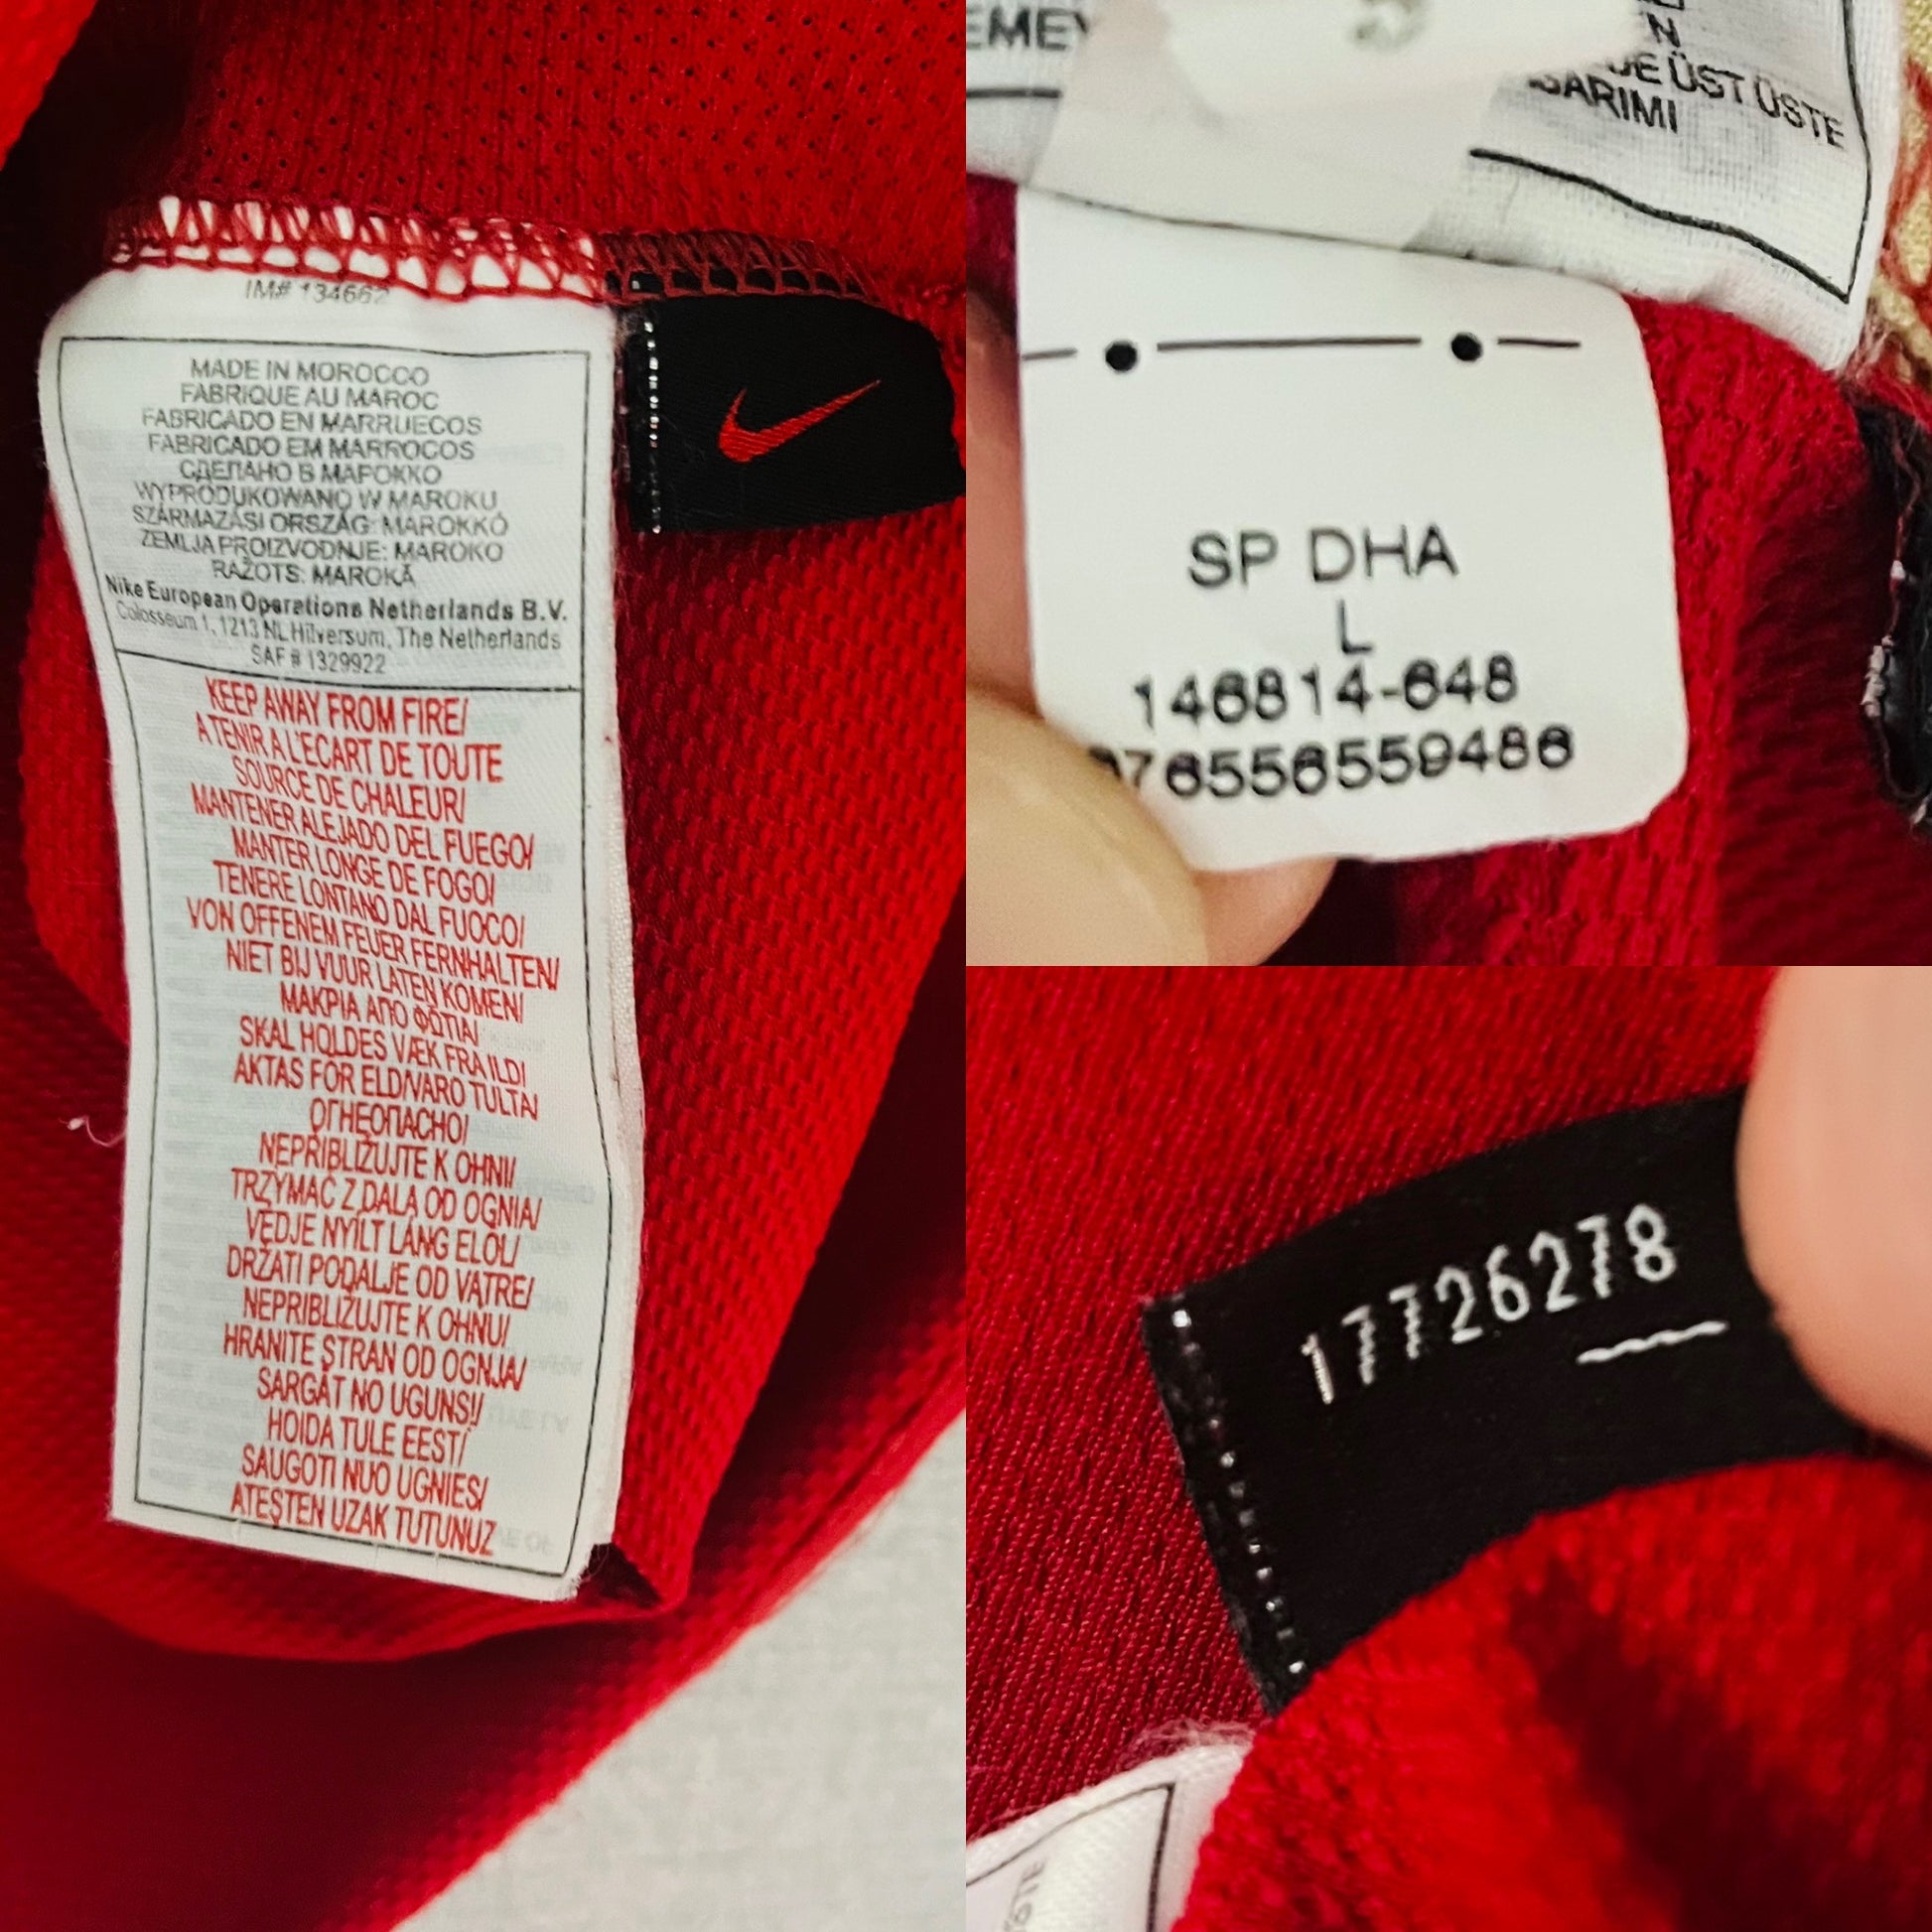 IM# 134662
MADE IN MOROCCO
FABRIQUE AU MAROC
FABRICADO EN MARRUECOS
FABRICADO EM MARROCOS
СДЕЛАНО В МАРОККО
WYPRODUKOWANO W MAROKU
SZÁRMAZÁSI ORSZÁG: MAROKKÓ
ZEMLJA PROIZVODNJE: MAROKO
RAŽOTS: MAROKĀ
Nike European Operations Netherlands B.V.
Colosseum 1, 1213 NL Hilversum, The Netherlands
SAF # 1329922
KEEP AWAY FROM FIRE/
A TENIR A L'ECART DE TOUTE
SOURCE DE CHALEUR/
MANTENER ALEJADO DEL FUEGO/
MANTER LONGE DE FOGO/
TENERE LONTANO DAL FUOCO/
VON OFFENEM FEUER FERNHALTEN/
NIET BIJ VUUR LATEN KOMEN/
ΜΑΚΡΙΑ ΑΠΟ ΦΩΤΙΑ/
SKAL HOLDES VÆK FRA ILD/
AKTAS FÖR ELD/VARO TULTA/
ОГНЕОПАСНО/
NEPŘIBLIŽUJTE K OHNI/
TRZYMAĆ Z DALA OD OGNIA/
VÉDJE NYÍLT LÁNG ELŐL/
DRŽATI PODALJE OD VATRE/
NEPRIBLIŽUJTE K OHŇU/
HRANITE STRAN OD OGNJA/
SARGĀT NO UGUNS!/
HOIDA TULE EEST/
SAUGOTI NUO UGNIES/
ATEŞTEN UZAK TUTUNUZ
EMEY
N
DE ÜST ÜSTE
SARIMI
SP DHA
L
146814-648
76556559486
17726278